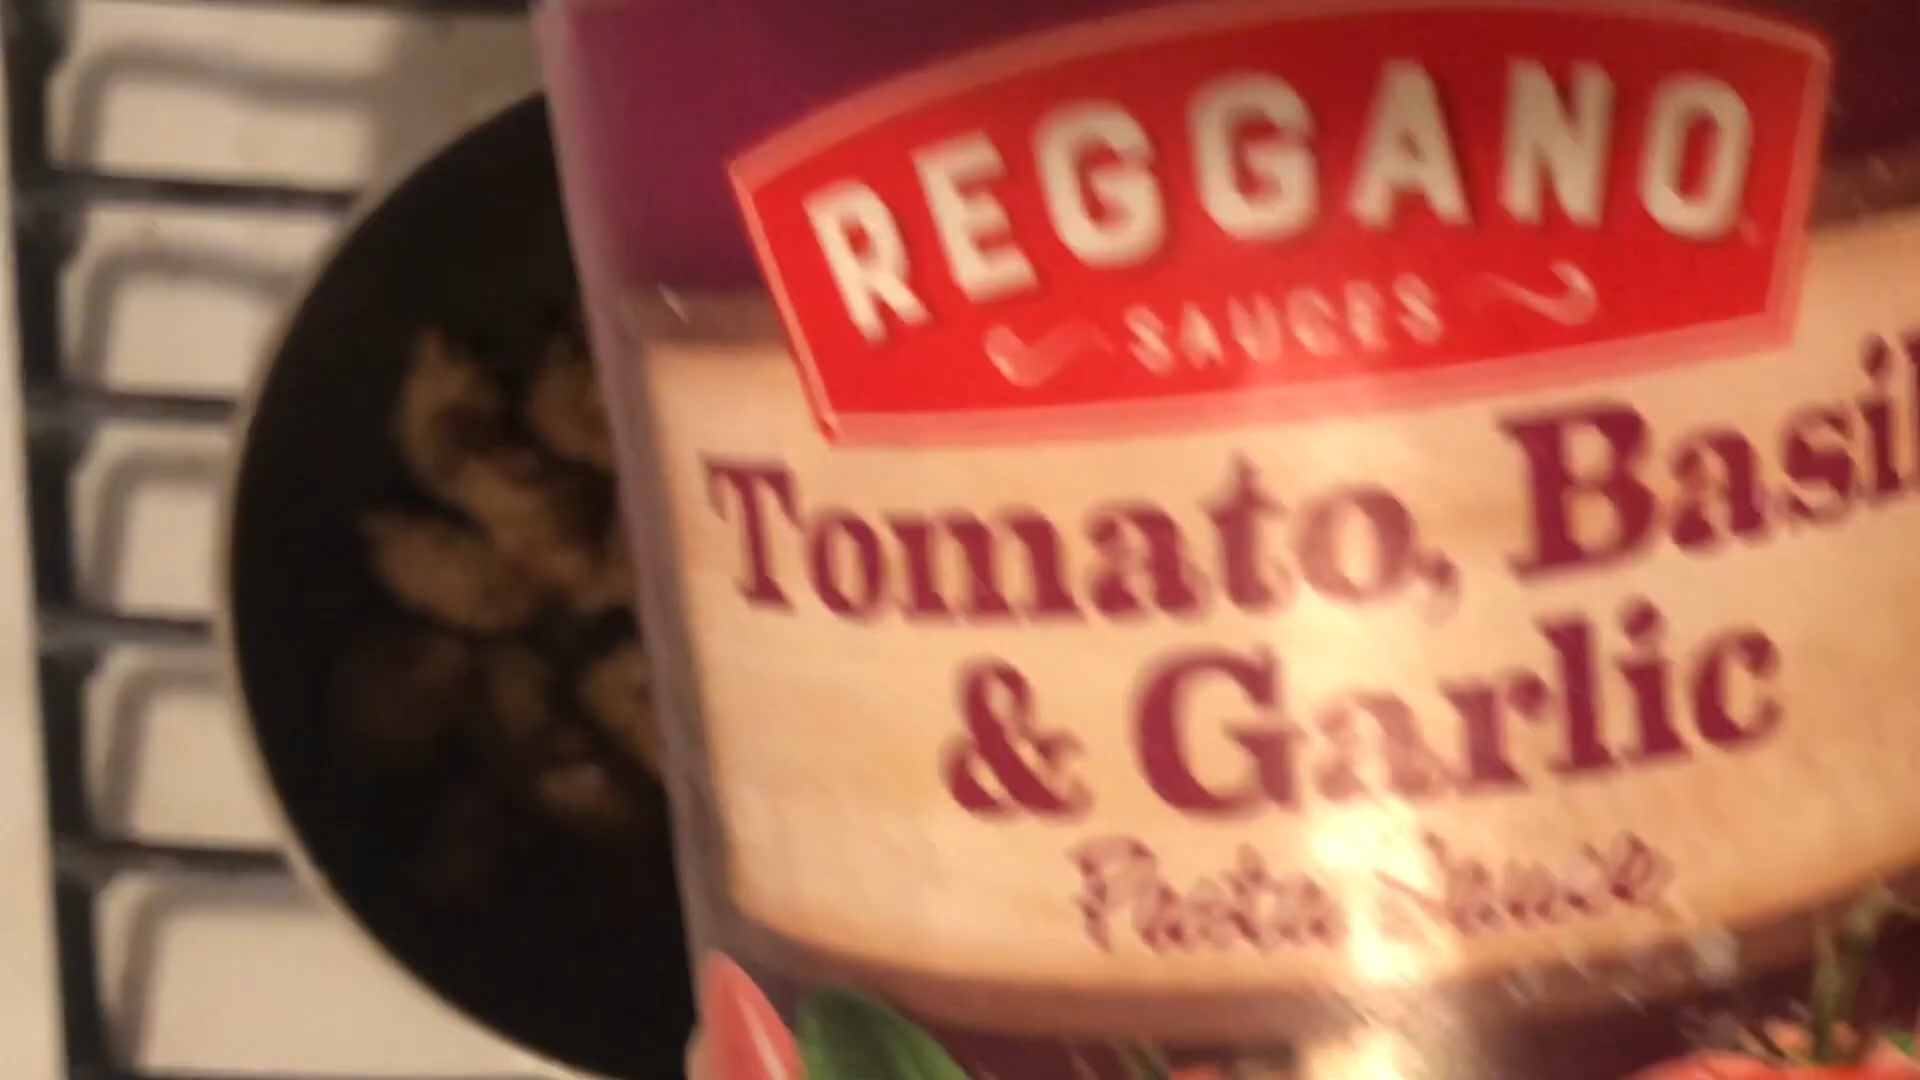 REGGANO
SAUCES
Tomato, Basil
& Garlic
Pasta Sauce